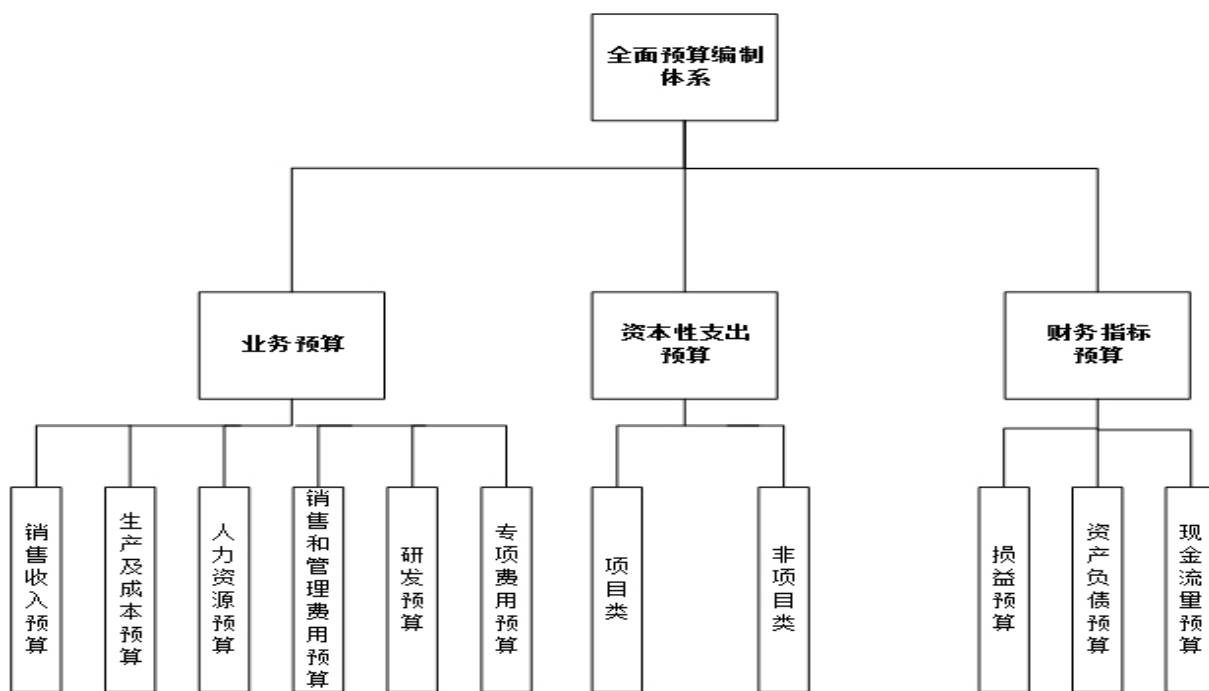 全面预算编制
体系
业务预算
资本性支出
预算
财务指标
预算
销售收入预算
生产及成本预算
人力资源预算
销售和管理费用预算
研发预算
专项费用预算
项目类
非项目类
损益预算
资产负债预算
现金流量预算